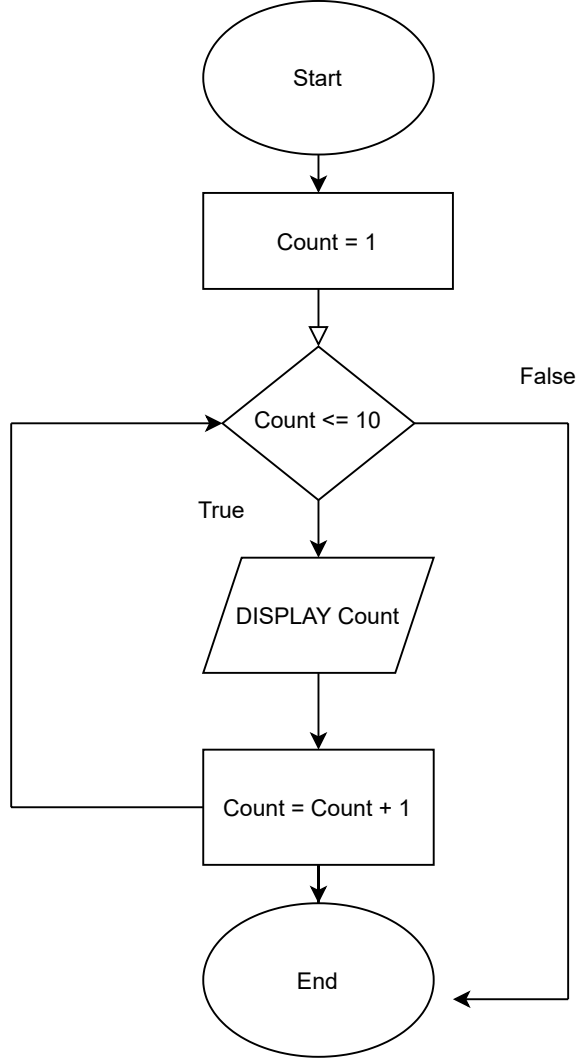 Start
Count = 1
False
Count <= 10
True
DISPLAY Count
Count = Count + 1
End